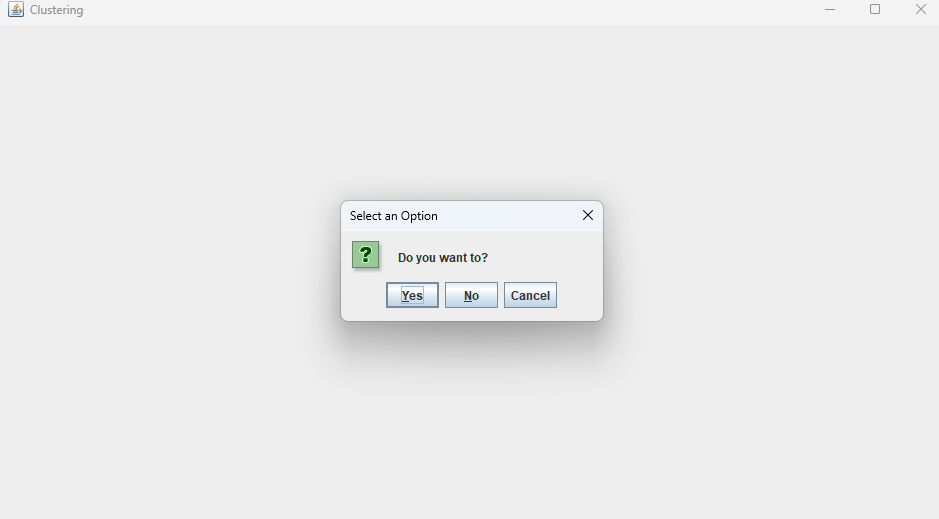 Clustering
Select an Option
Do you want to?
Yes No Cancel